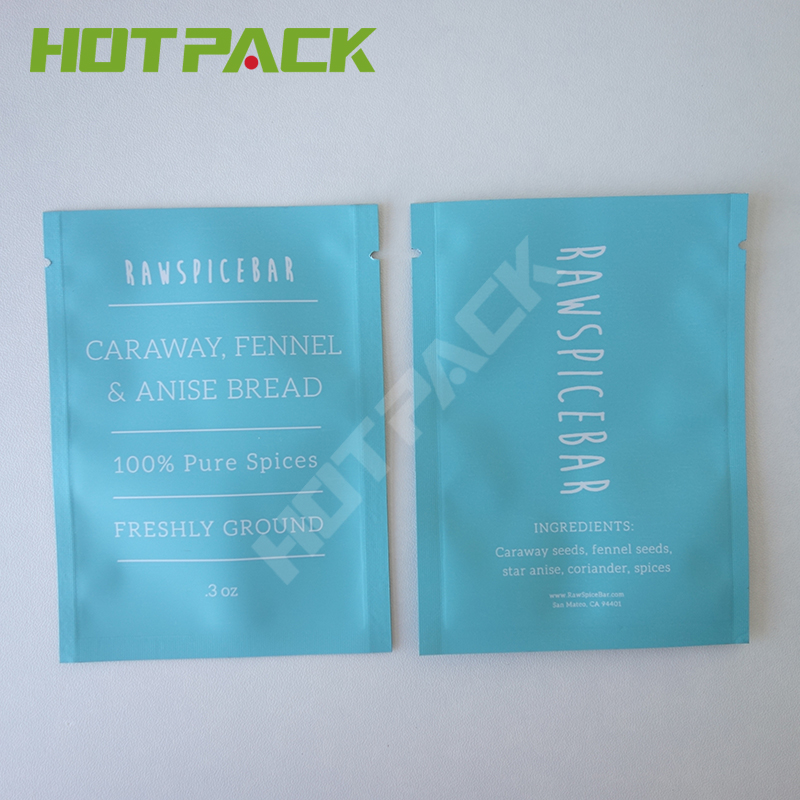 HOTPACK
RAWSPICEBAR
CARAWAY, FENNEL
& ANISE BREAD
100% Pure Spices
FRESHLY GROUND
.3 oz
RAWSPICEBAR
INGREDIENTS:
Caraway seeds, fennel seeds,
star anise, coriander, spices
www.RawSpiceBar.com
San Mateo, CA 94401
HOTPACK